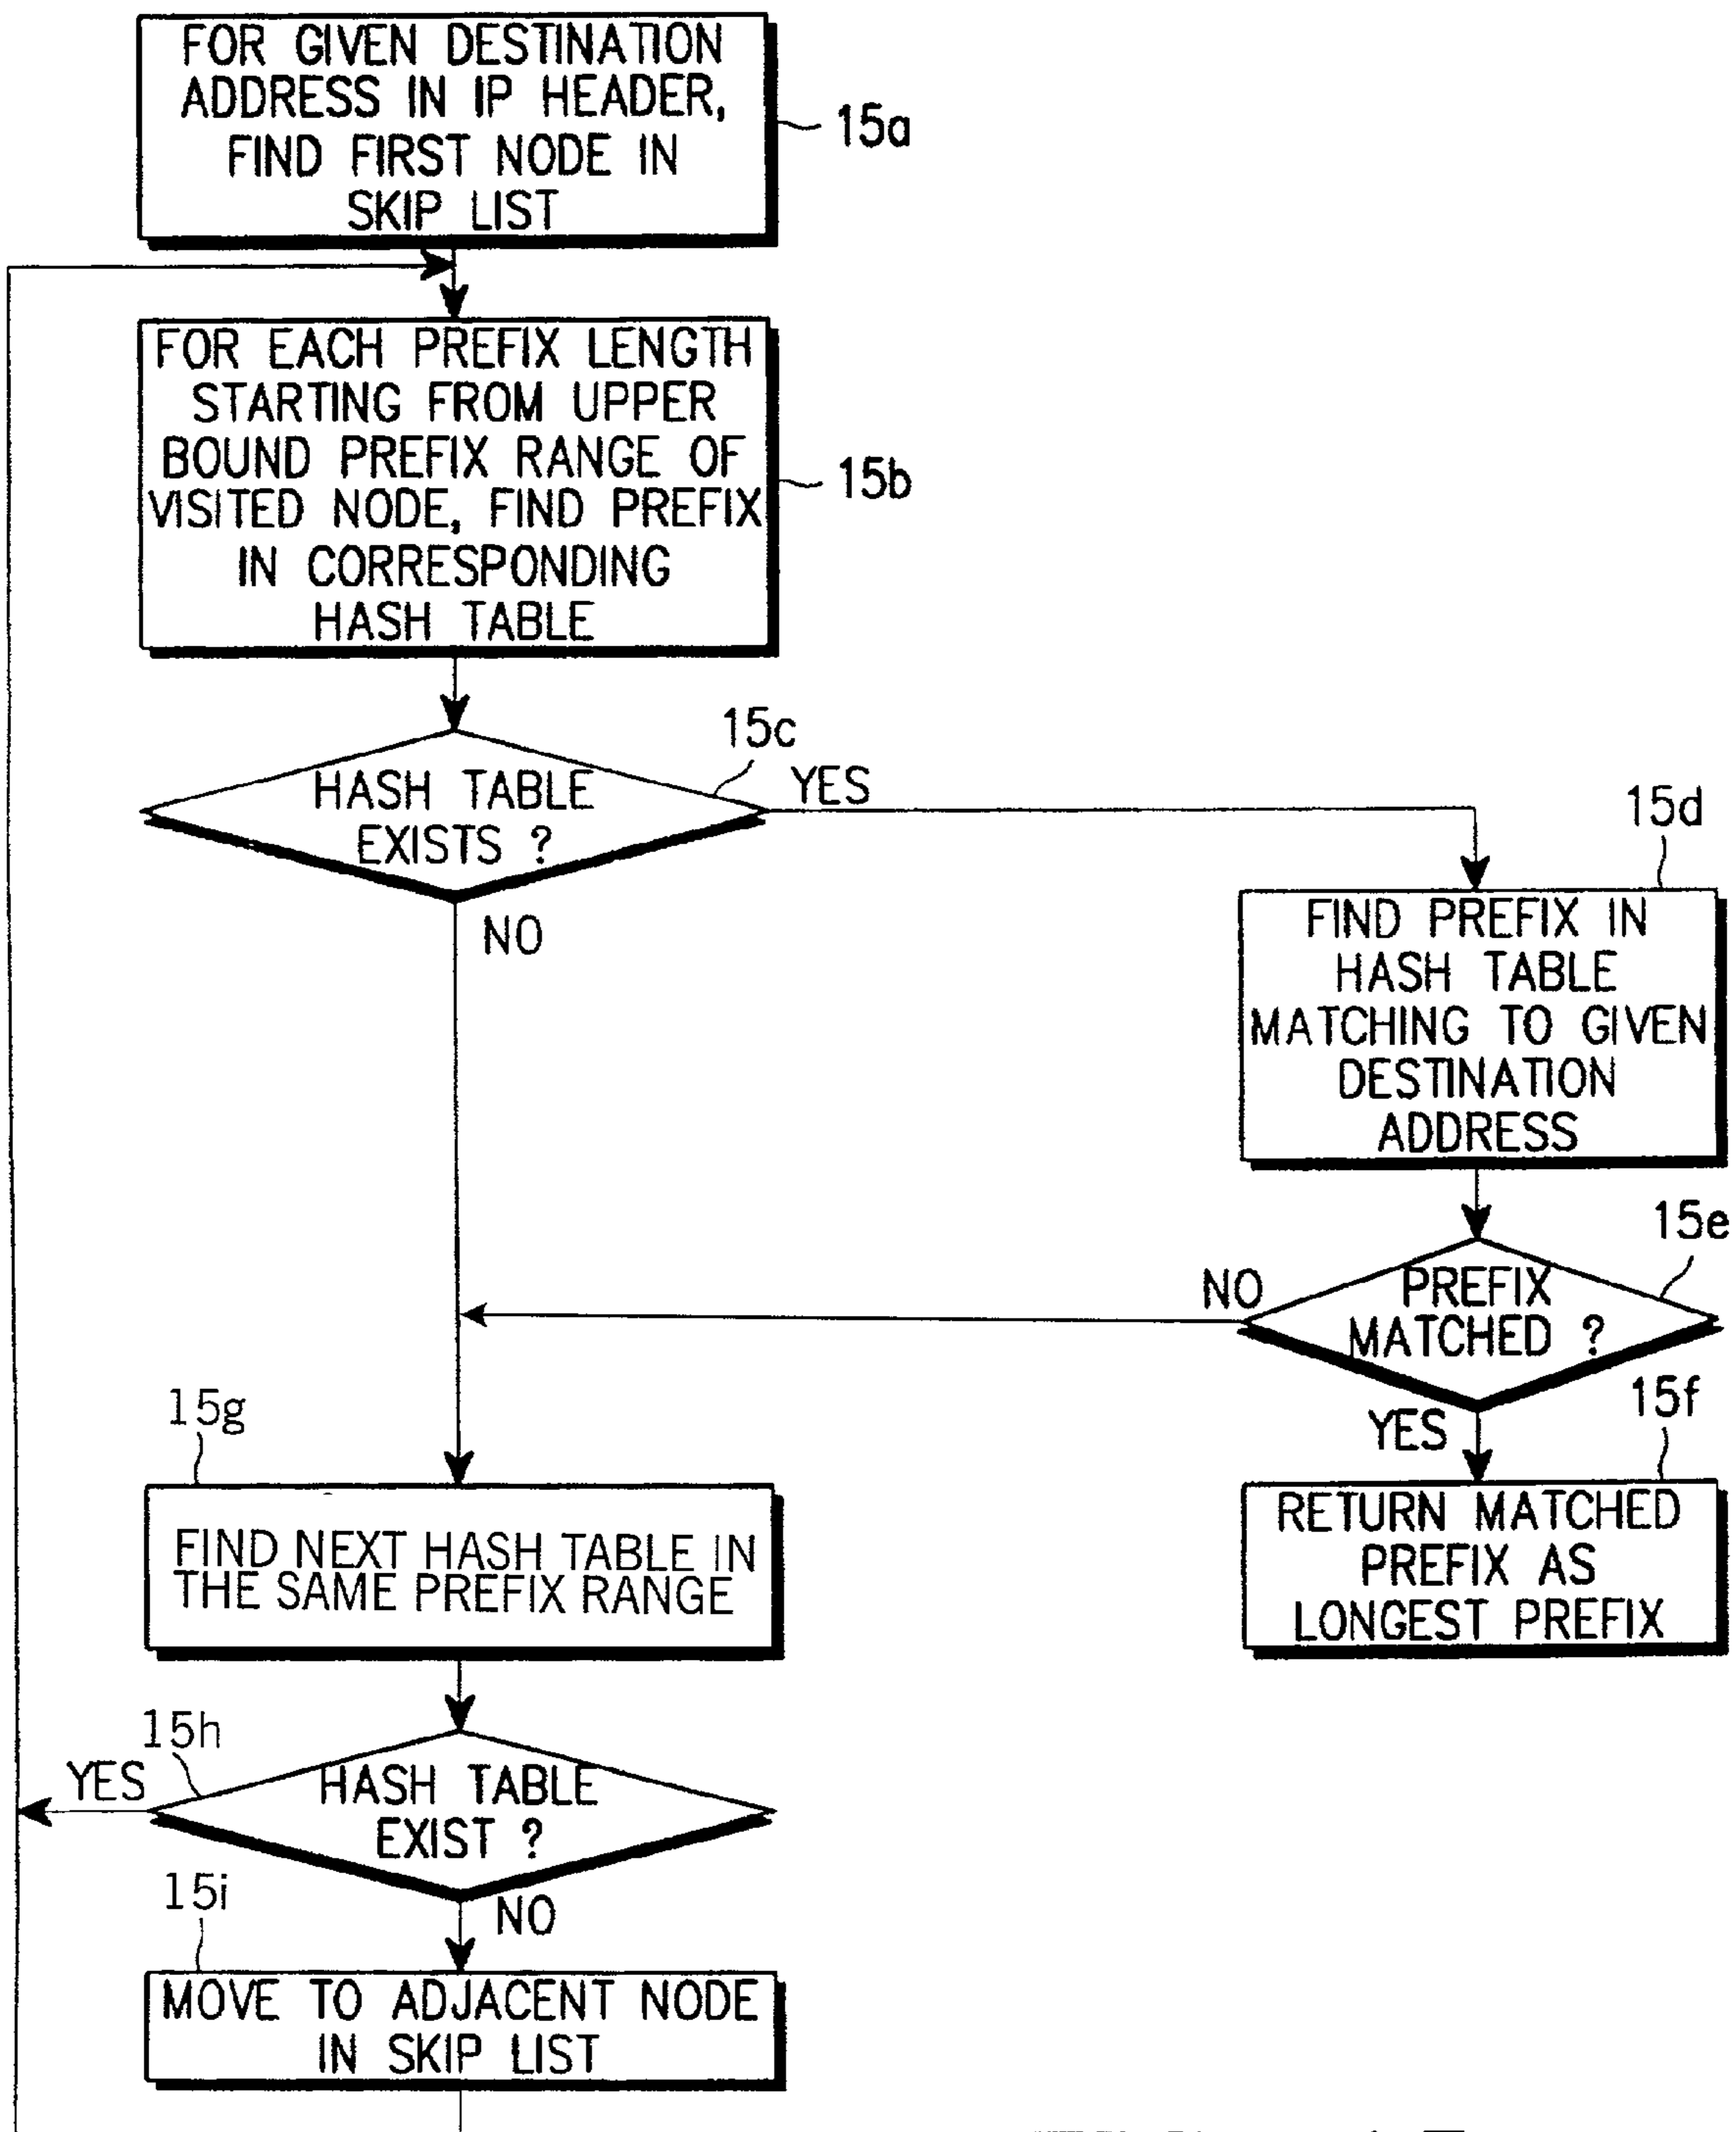 FOR GIVEN DESTINATION
ADDRESS IN IP HEADER,
FIND FIRST NODE IN
SKIP LIST
15a
FOR EACH PREFIX LENGTH
STARTING FROM UPPER
BOUND PREFIX RANGE OF
VISITED NODE, FIND PREFIX
IN CORRESPONDING
HASH TABLE
15b
15c
HASH TABLE
EXISTS ?
YES
NO
15d
FIND PREFIX IN
HASH TABLE
MATCHING TO GIVEN
DESTINATION
ADDRESS
15e
PREFIX
MATCHED ?
NO
YES
15f
RETURN MATCHED
PREFIX AS
LONGEST PREFIX
15g
FIND NEXT HASH TABLE IN
THE SAME PREFIX RANGE
15h
HASH TABLE
EXIST ?
YES
NO
15i
MOVE TO ADJACENT NODE
IN SKIP LIST